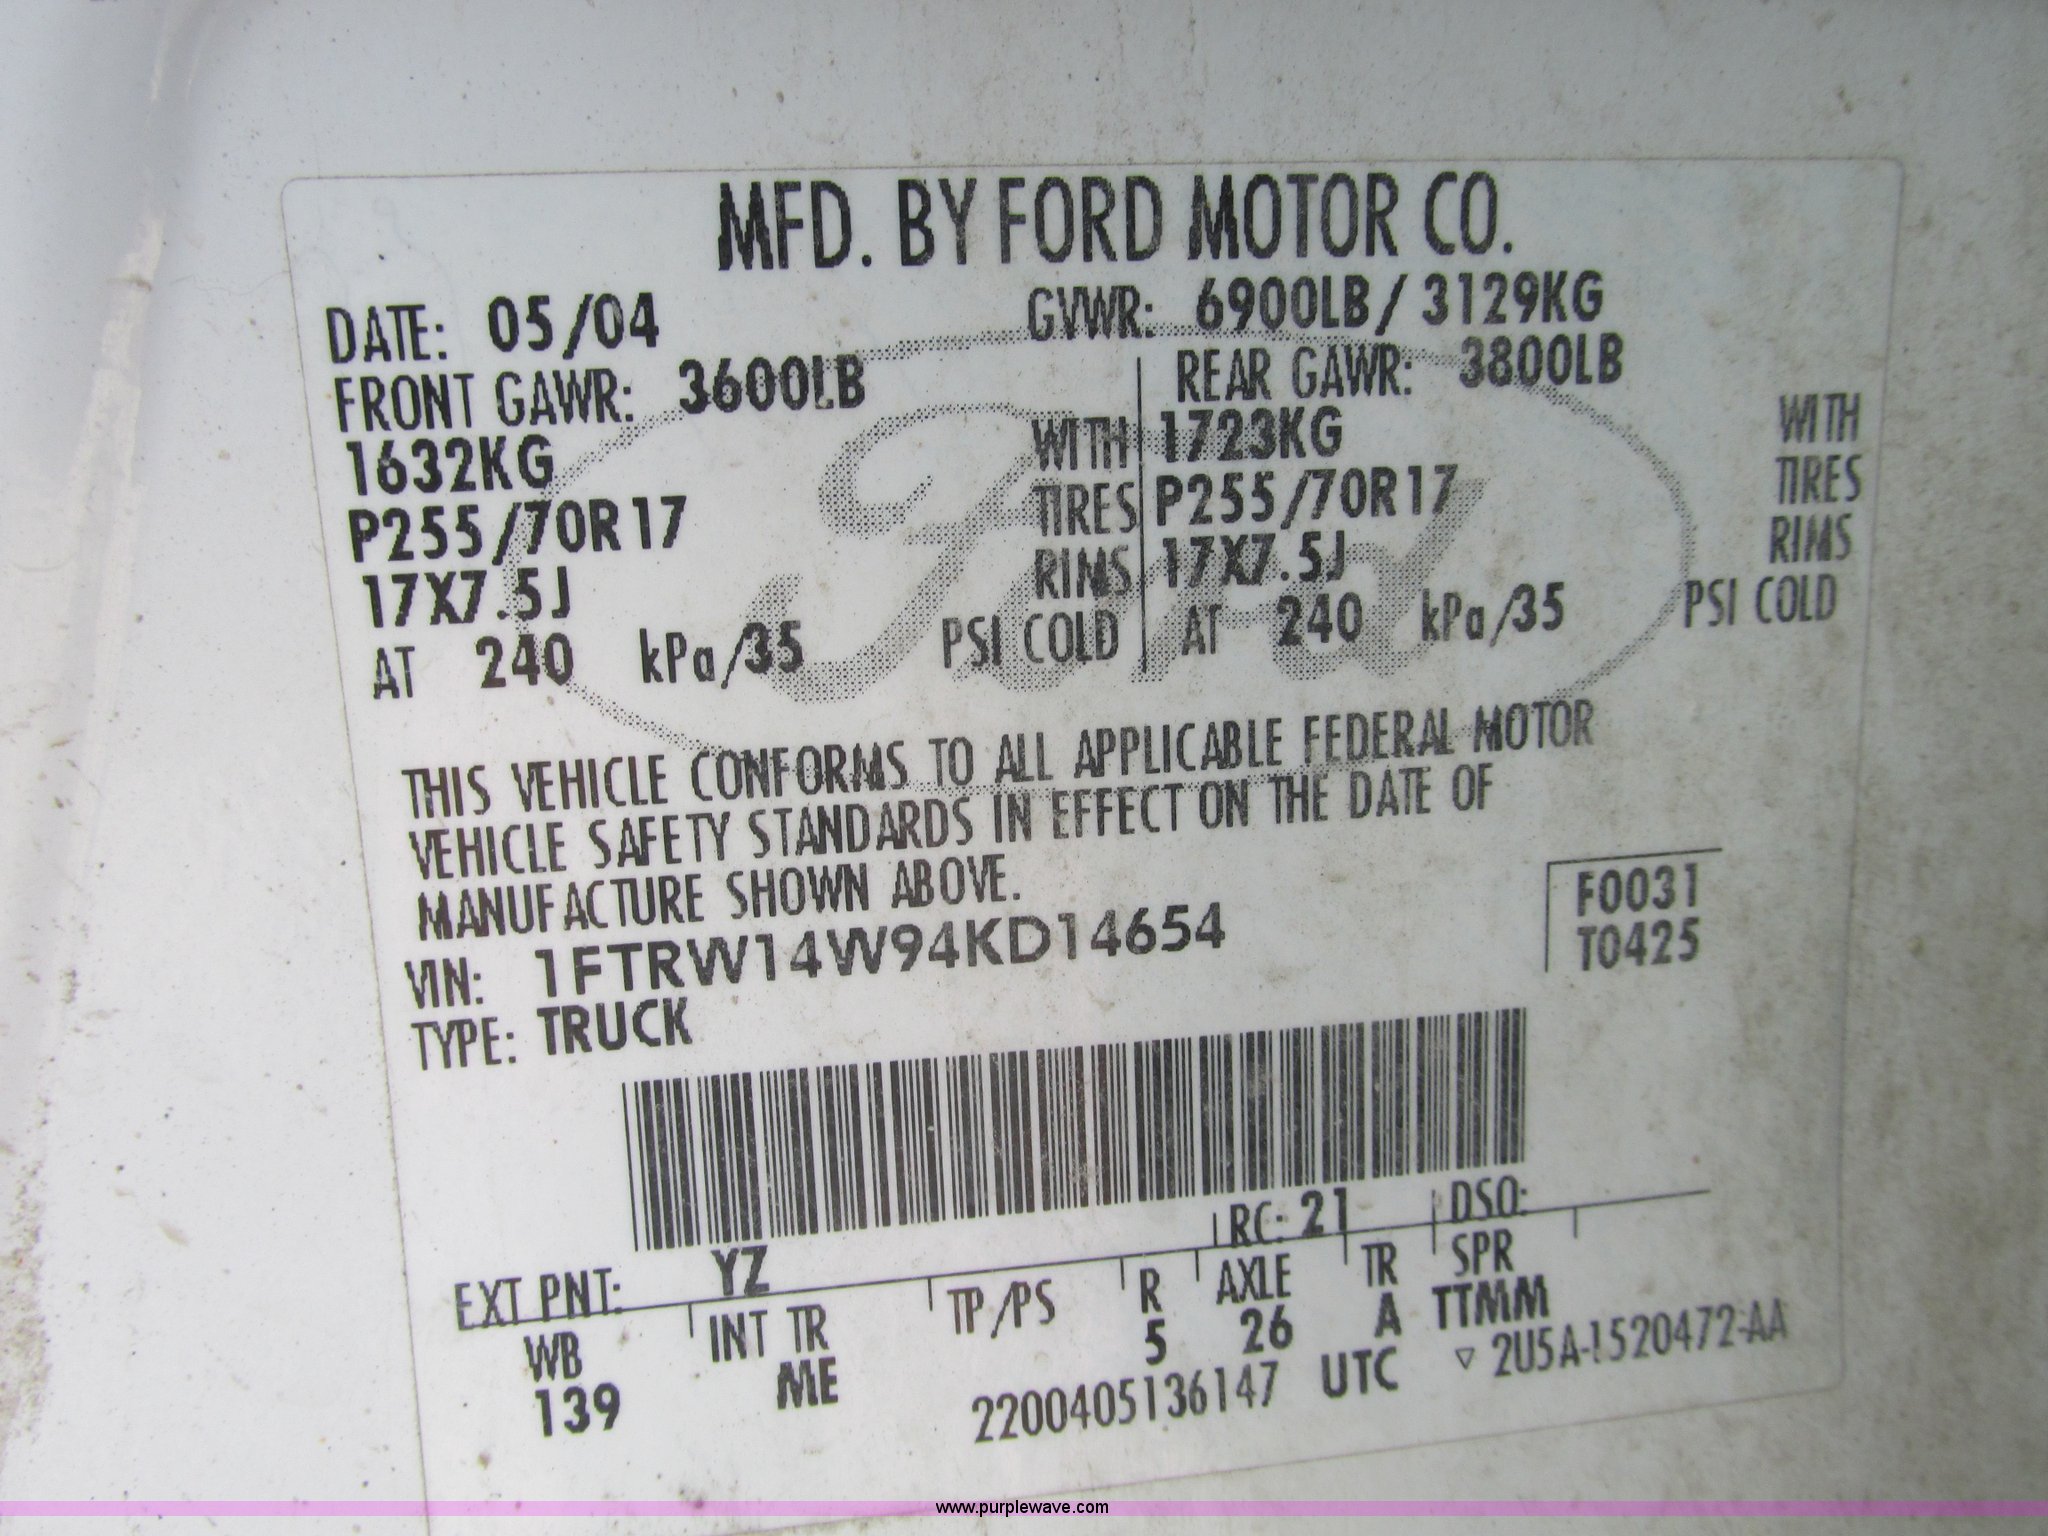 MFD. BY FORD MOTOR CO.
DATE: 05/04 GVWR: 6900LB/ 3129KG
FRONT GAWR: 3600LB REAR GAWR: 3800LB
1632KG WITH 1723KG WITH
P255/70R17 TIRES P255/70R17 TIRES
17X7.5J RIMS 17X7.5J RIMS
AT 240 kPa/35 PSI COLD AT 240 kPa/35 PSI COLD
Ford
THIS VEHICLE CONFORMS TO ALL APPLICABLE FEDERAL MOTOR
VEHICLE SAFETY STANDARDS IN EFFECT ON THE DATE OF
MANUFACTURE SHOWN ABOVE.
F0031
T0425
VIN: 1FTRW14W94KD14654
TYPE: TRUCK
EXT PNT: YZ RC: 21 DSO:
WB INT TR TP/PS R AXLE TR SPR
139 ME 5 26 A TTMM
2200405136147 UTC ▽ 2U5A-1520472-AA
www.purplewave.com